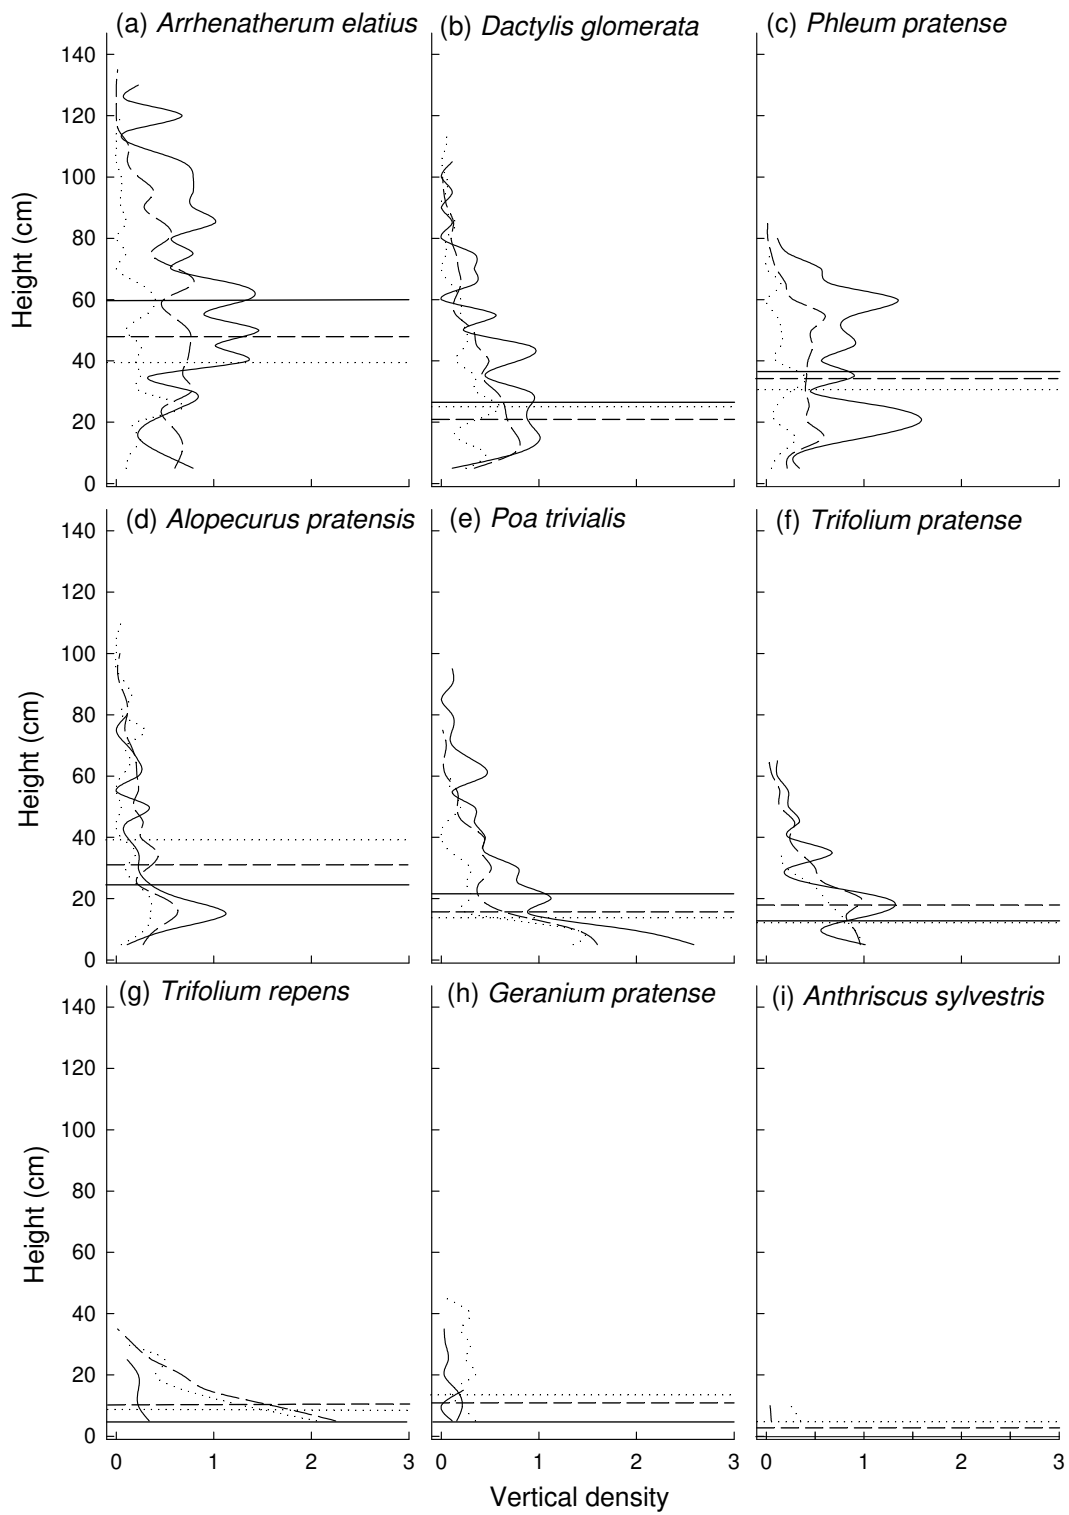 (a) Arrhenatherum elatius
(b) Dactylis glomerata
(c) Phleum pratense
140
120
100
80
60
40
20
0
Height (cm)
0
1
2
3
0
1
2
3
(d) Alopecurus pratensis
(e) Poa trivialis
(f) Trifolium pratense
140
120
100
80
60
40
20
0
Height (cm)
(g) Trifolium repens
(h) Geranium pratense
(i) Anthriscus sylvestris
140
120
100
80
60
40
20
0
Height (cm)
0
1
2
3
Vertical density